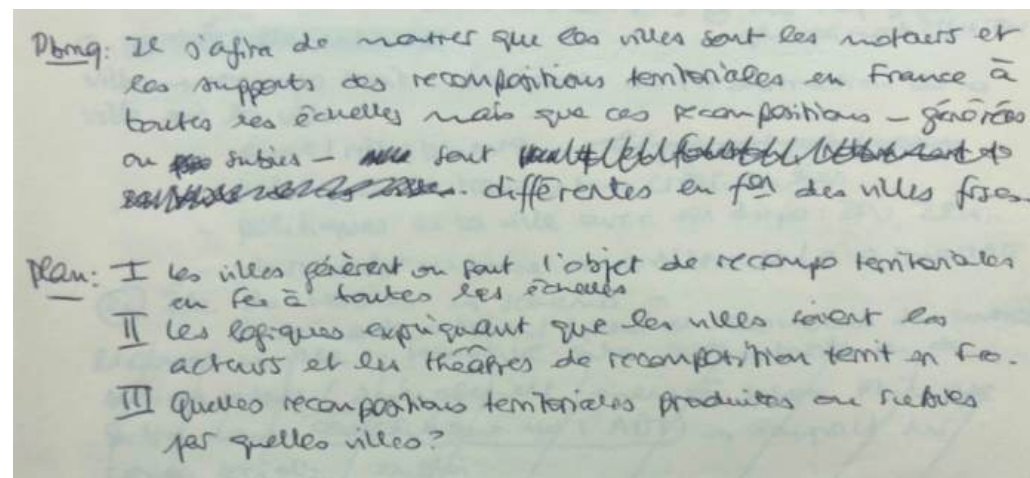 Pbmq: Il s'agira de montrer que les villes sont les moteurs et
les supports des recompositions territoriales en France à
toutes les échelles mais que ces recompositions - générées
ou subies - sont
différentes en fon des villes fses.
Plan: I les villes génèrent ou sont l'objet de recompo territoriales
en Fce à toutes les échelles
II Les logiques expliquant que les villes soient les
acteurs et les théâtres de recomposition territ en Fce.
III Quelles recompositions territoriales produites ou subies
par quelles villes?